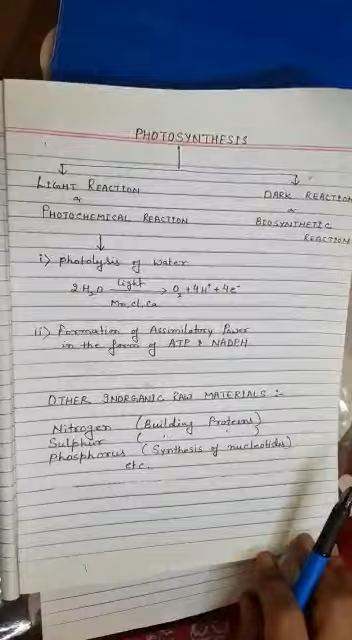 PHOTOSYNTHESIS
LIGHT REACTION
or
PHOTOCHEMICAL REACTION
DARK REACTION
or
BIOSYNTHETIC
REACTION
i) photolysis of water
2H₂O light → O₂ + 4H⁺ + 4e⁻
Mn, Cl, Ca
ii) Formation of Assimilatory Power
in the form of ATP & NADPH
OTHER INORGANIC RAW MATERIALS :-
Nitrogen (Building Proteins)
Sulphur ( " " )
Phosphorus (Synthesis of nucleotides)
etc.